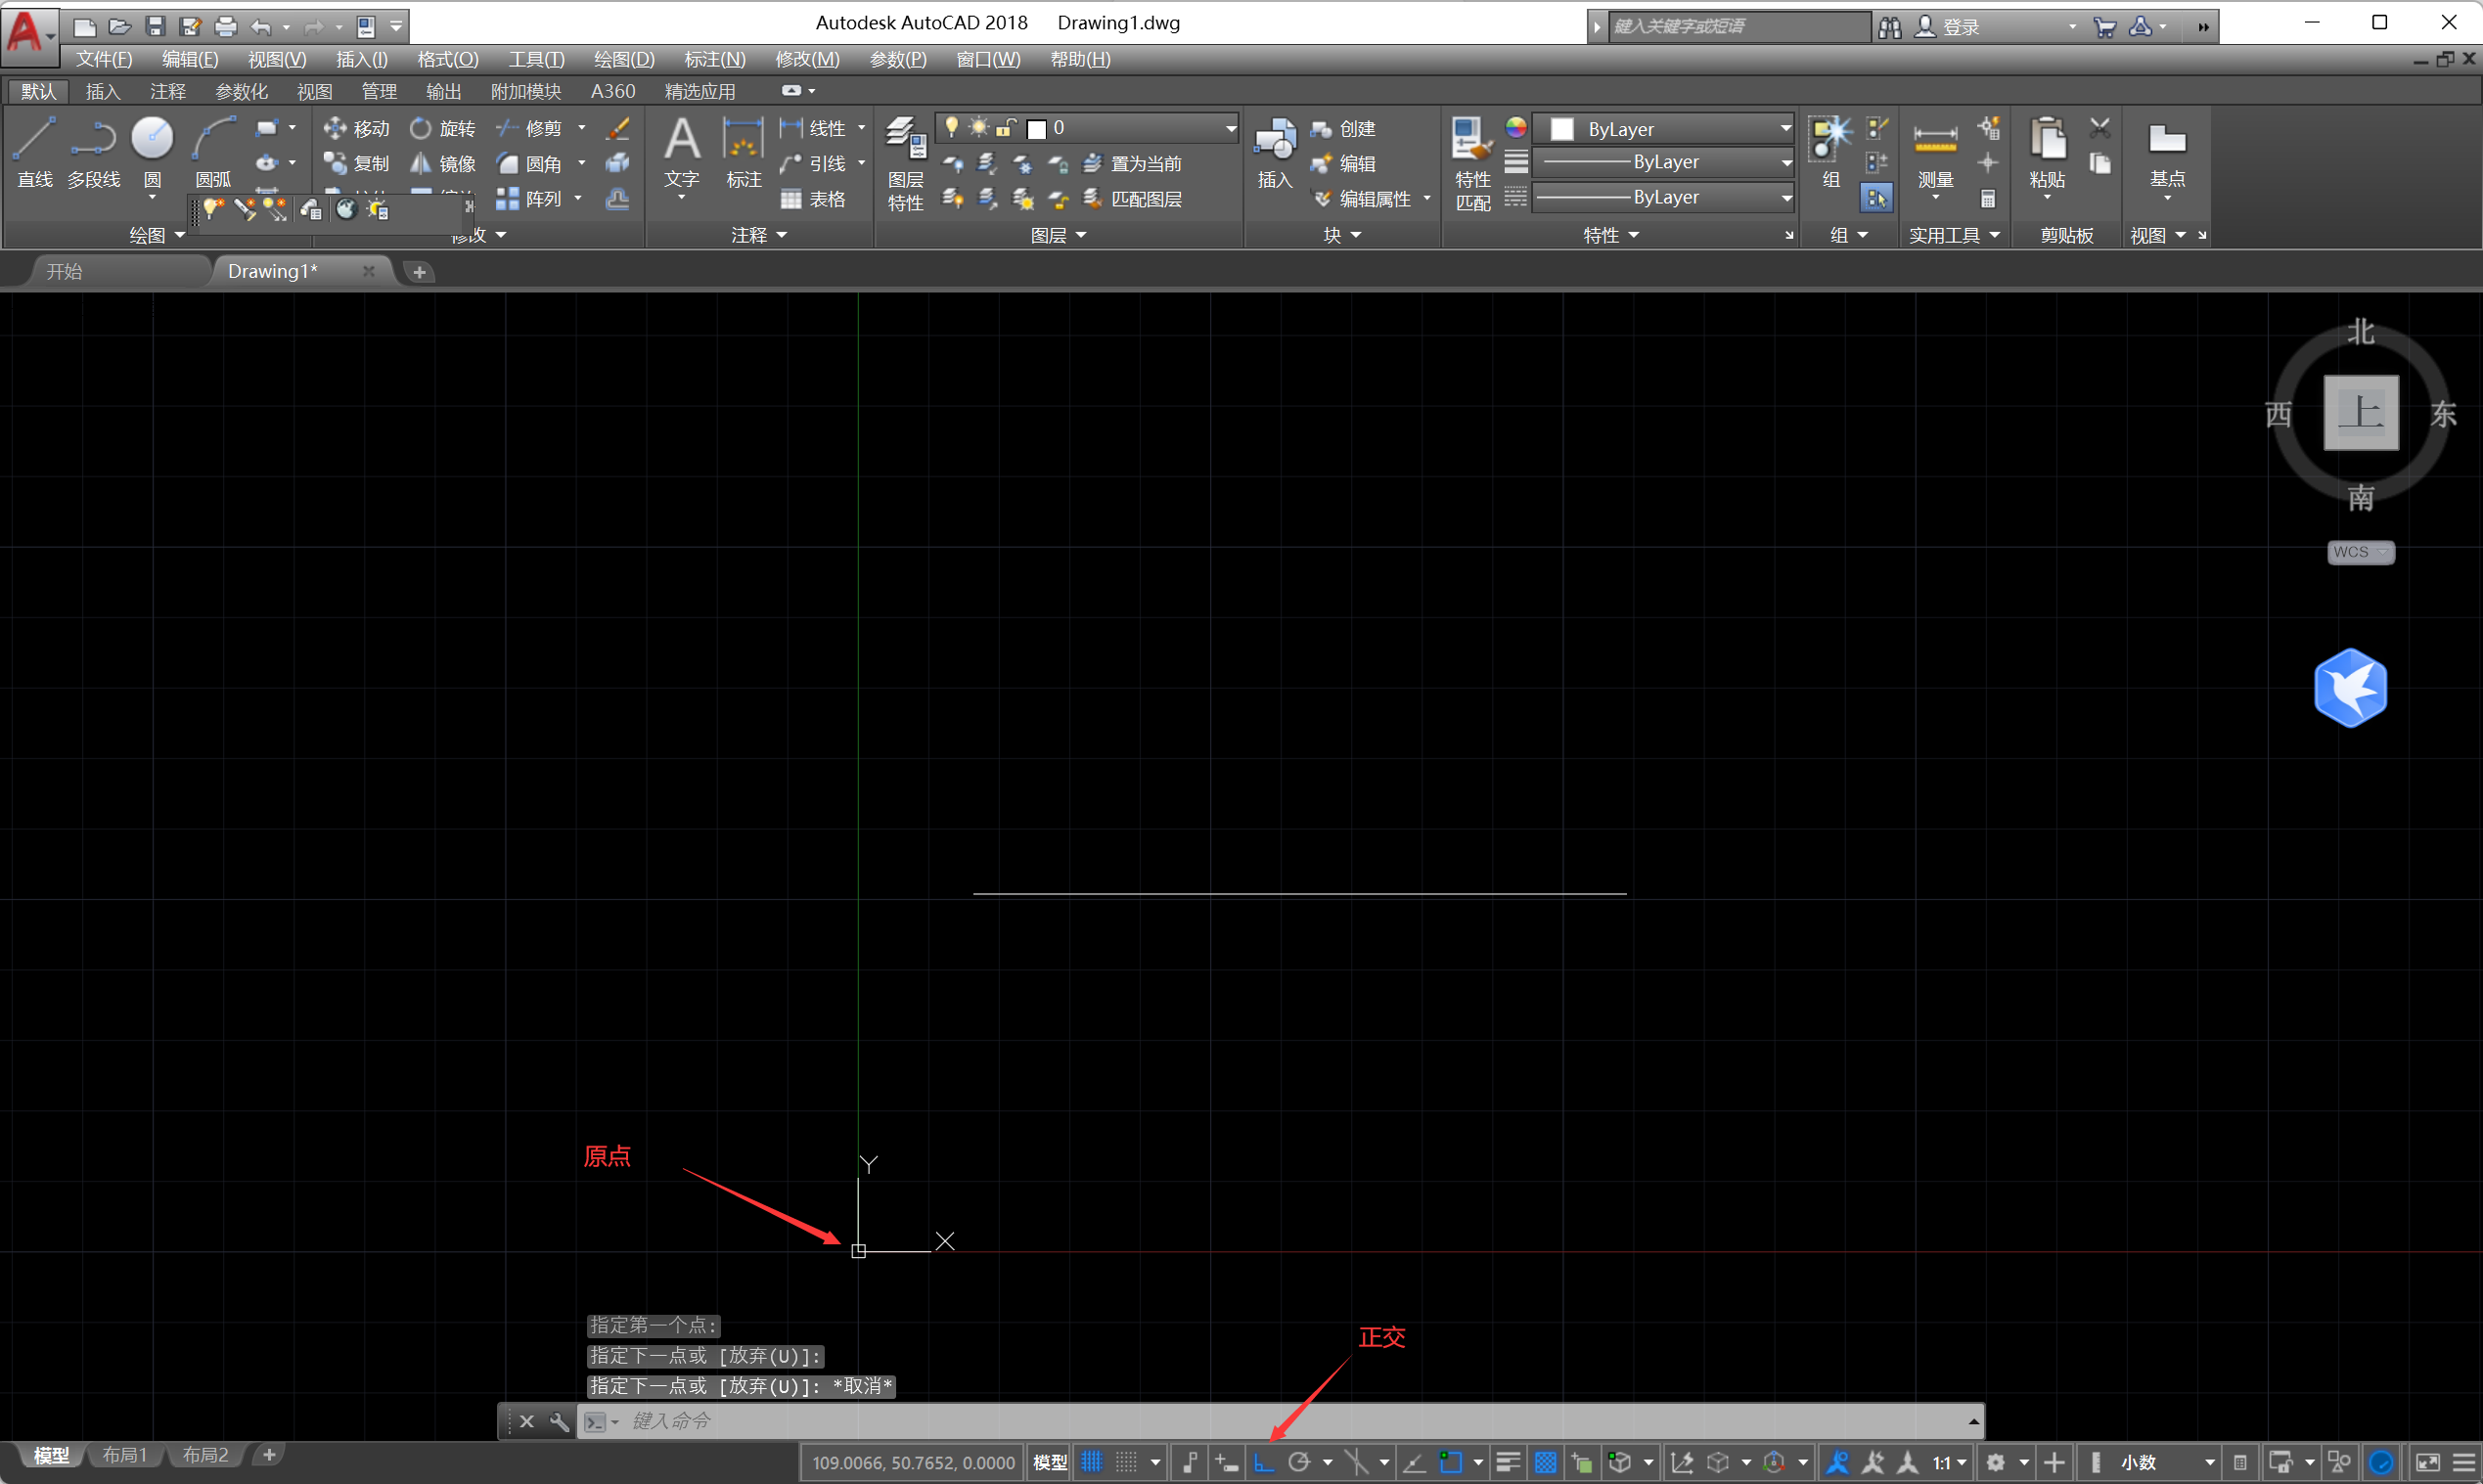 Autodesk AutoCAD 2018 Drawing1.dwg
键入关键字或短语 登录
文件(F) 编辑(E) 视图(V) 插入(I) 格式(O) 工具(T) 绘图(D) 标注(N) 修改(M) 参数(P) 窗口(W) 帮助(H)
默认 插入 注释 参数化 视图 管理 输出 附加模块 A360 精选应用
移动 旋转 修剪 线性 0 创建 ByLayer
复制 镜像 圆角 引线 置为当前 编辑 ByLayer
直线 多段线 圆 圆弧 文字 标注 图层 插入 特性 组 测量 粘贴 基点
阵列 表格 特性 匹配图层 编辑属性 匹配 ByLayer
绘图 修改 注释 图层 块 特性 组 实用工具 剪贴板 视图
开始 Drawing1*
北
西 上 东
南
WCS
原点
Y
X
指定第一个点:
正交
指定下一点或 [放弃(U)]:
指定下一点或 [放弃(U)]: *取消*
键入命令
模型 布局1 布局2 109.0066, 50.7652, 0.0000 模型 1:1 小数